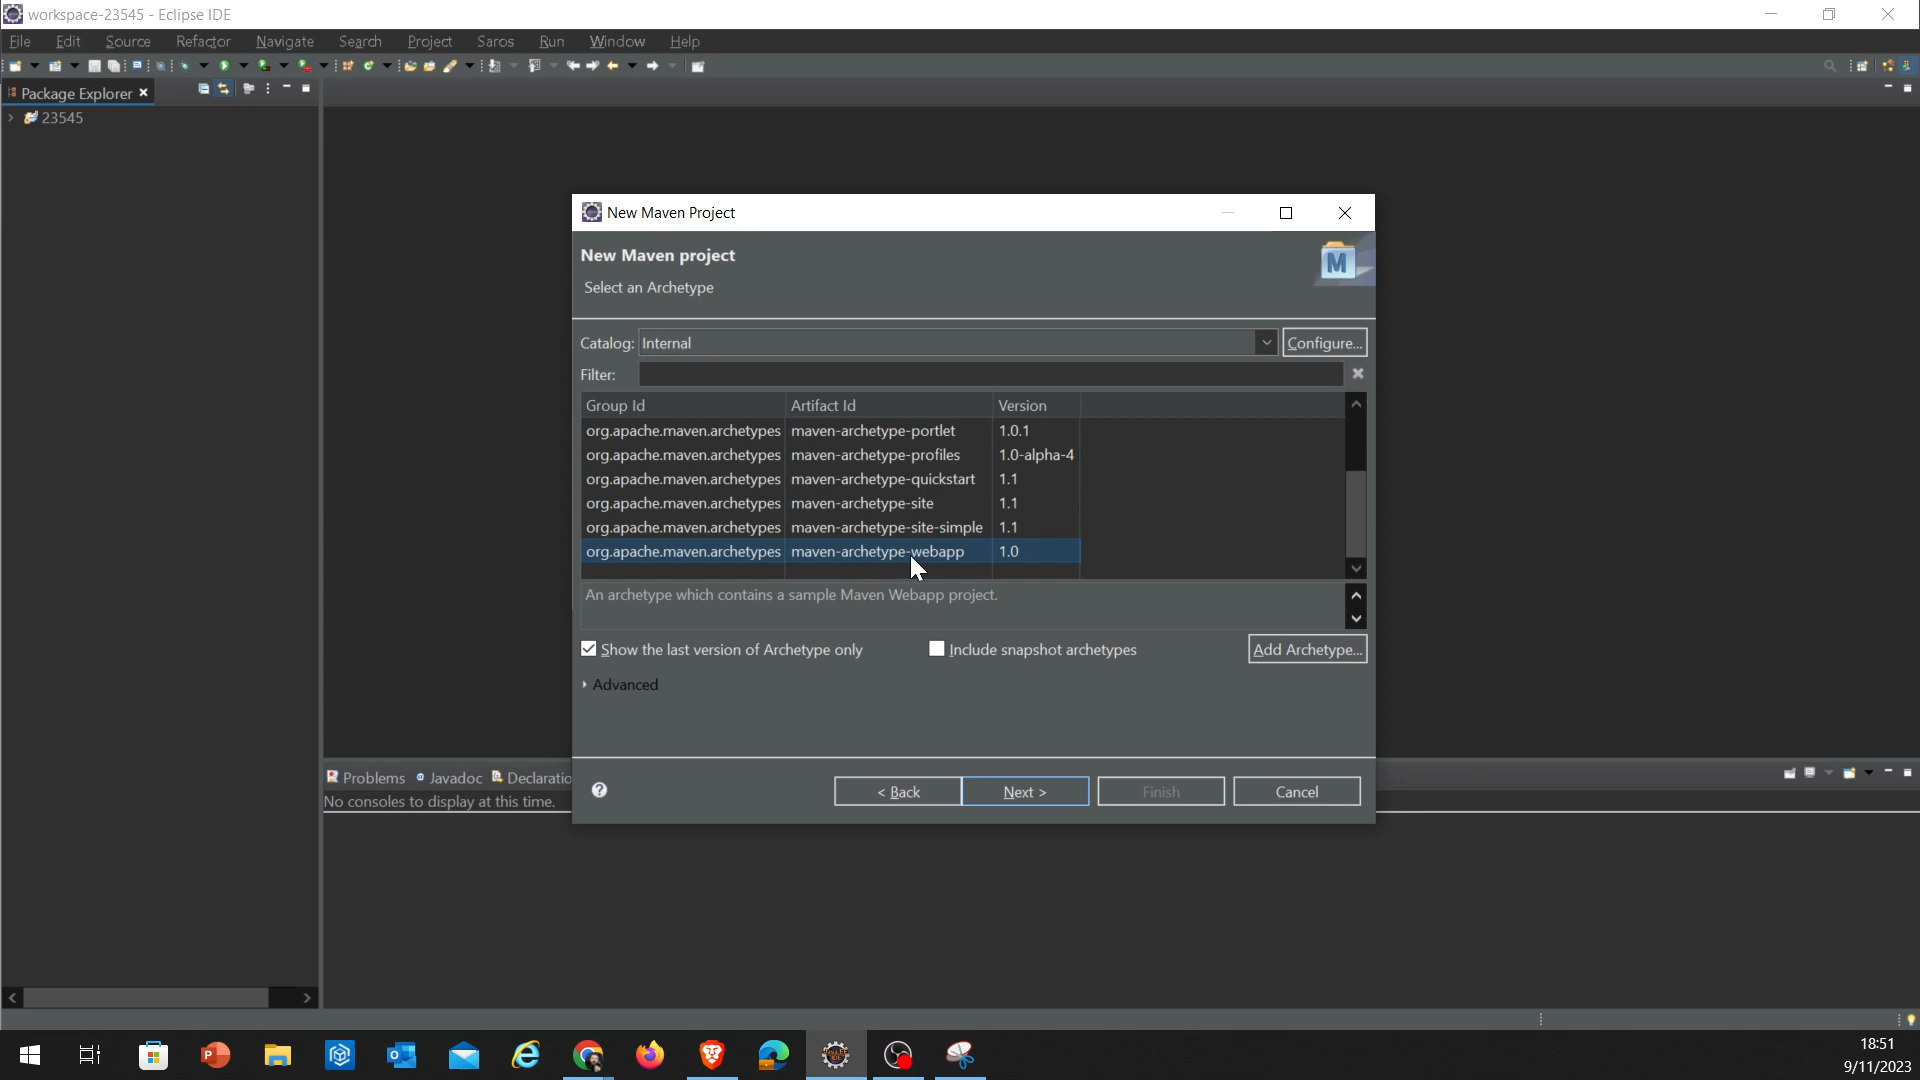 workspace-23545 - Eclipse IDE
File Edit Source Refactor Navigate Search Project Saros Run Window Help
Package Explorer
23545
New Maven Project
New Maven project
Select an Archetype
Catalog: Internal Configure...
Filter:
Group Id Artifact Id Version
org.apache.maven.archetypes maven-archetype-portlet 1.0.1
org.apache.maven.archetypes maven-archetype-profiles 1.0-alpha-4
org.apache.maven.archetypes maven-archetype-quickstart 1.1
org.apache.maven.archetypes maven-archetype-site 1.1
org.apache.maven.archetypes maven-archetype-site-simple 1.1
org.apache.maven.archetypes maven-archetype-webapp 1.0
An archetype which contains a sample Maven Webapp project.
Show the last version of Archetype only Include snapshot archetypes Add Archetype...
Advanced
Problems Javadoc Declaratio
No consoles to display at this time.
< Back Next > Finish Cancel
18:51
9/11/2023